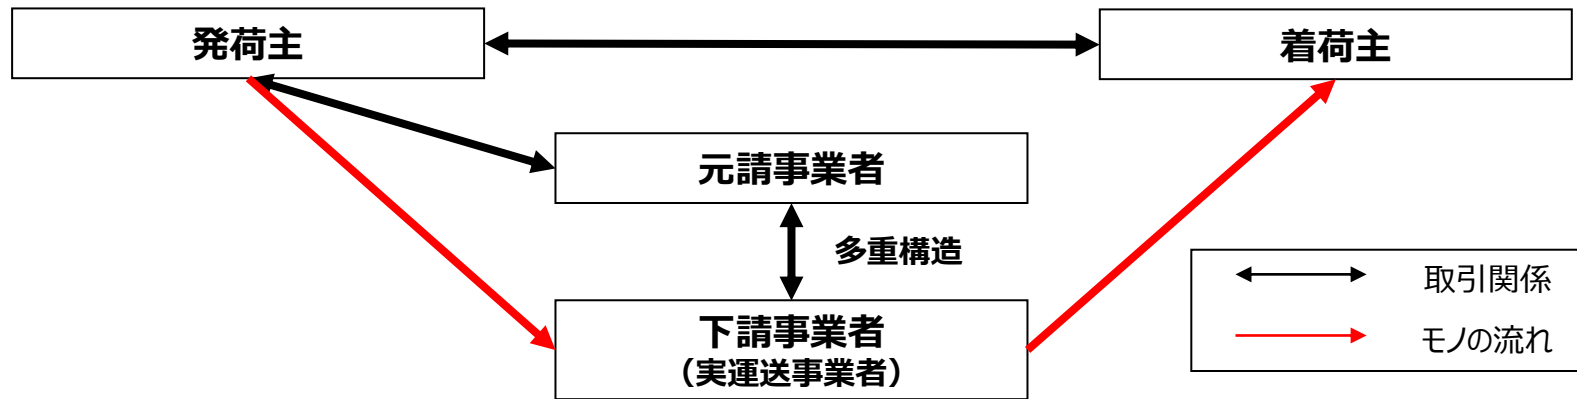 発荷主
着荷主
元請事業者
多重構造
下請事業者
（実運送事業者）
取引関係
モノの流れ